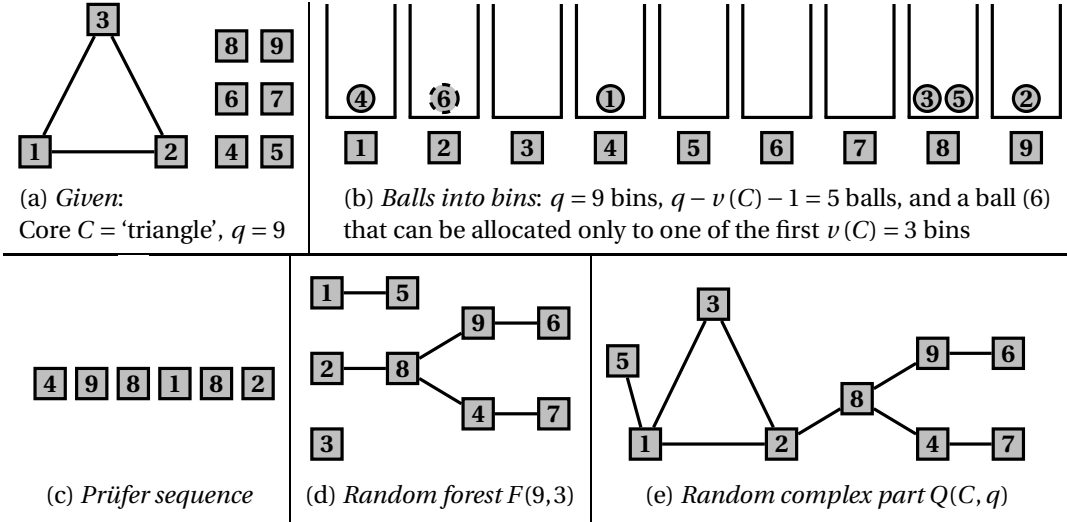 3
8 9
6 7
1 2 4 5
(a) Given:
Core C = 'triangle', q = 9
4 6 1 3 5 2
1 2 3 4 5 6 7 8 9
(b) Balls into bins: q = 9 bins, q − v (C) − 1 = 5 balls, and a ball (6)
that can be allocated only to one of the first v (C) = 3 bins
4 9 8 1 8 2
(c) Prüfer sequence
1 5
9 6
2 8
4 7
3
(d) Random forest F(9,3)
3
5 9 6
8
1 2 4 7
(e) Random complex part Q(C, q)